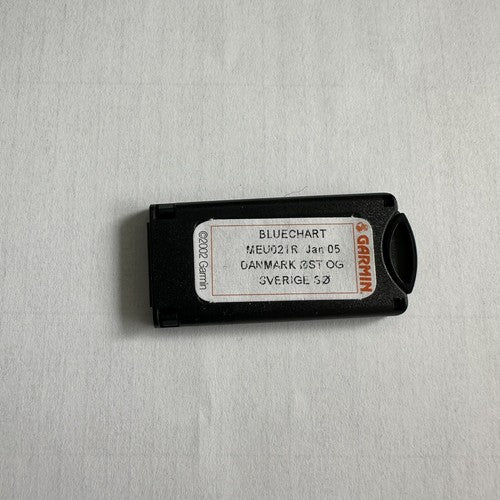 BLUECHART
MEU021R Jan 05
DANMARK ØST OG
SVERIGE SØ
GARMIN
©2002 Garmin